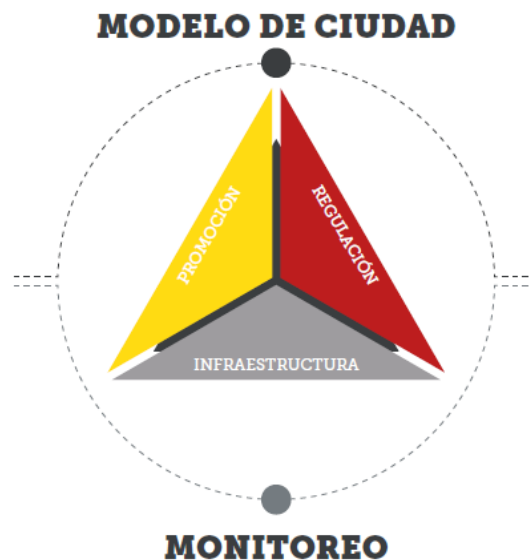 MODELO DE CIUDAD
PROMOCIÓN
REGULACIÓN
INFRAESTRUCTURA
MONITOREO